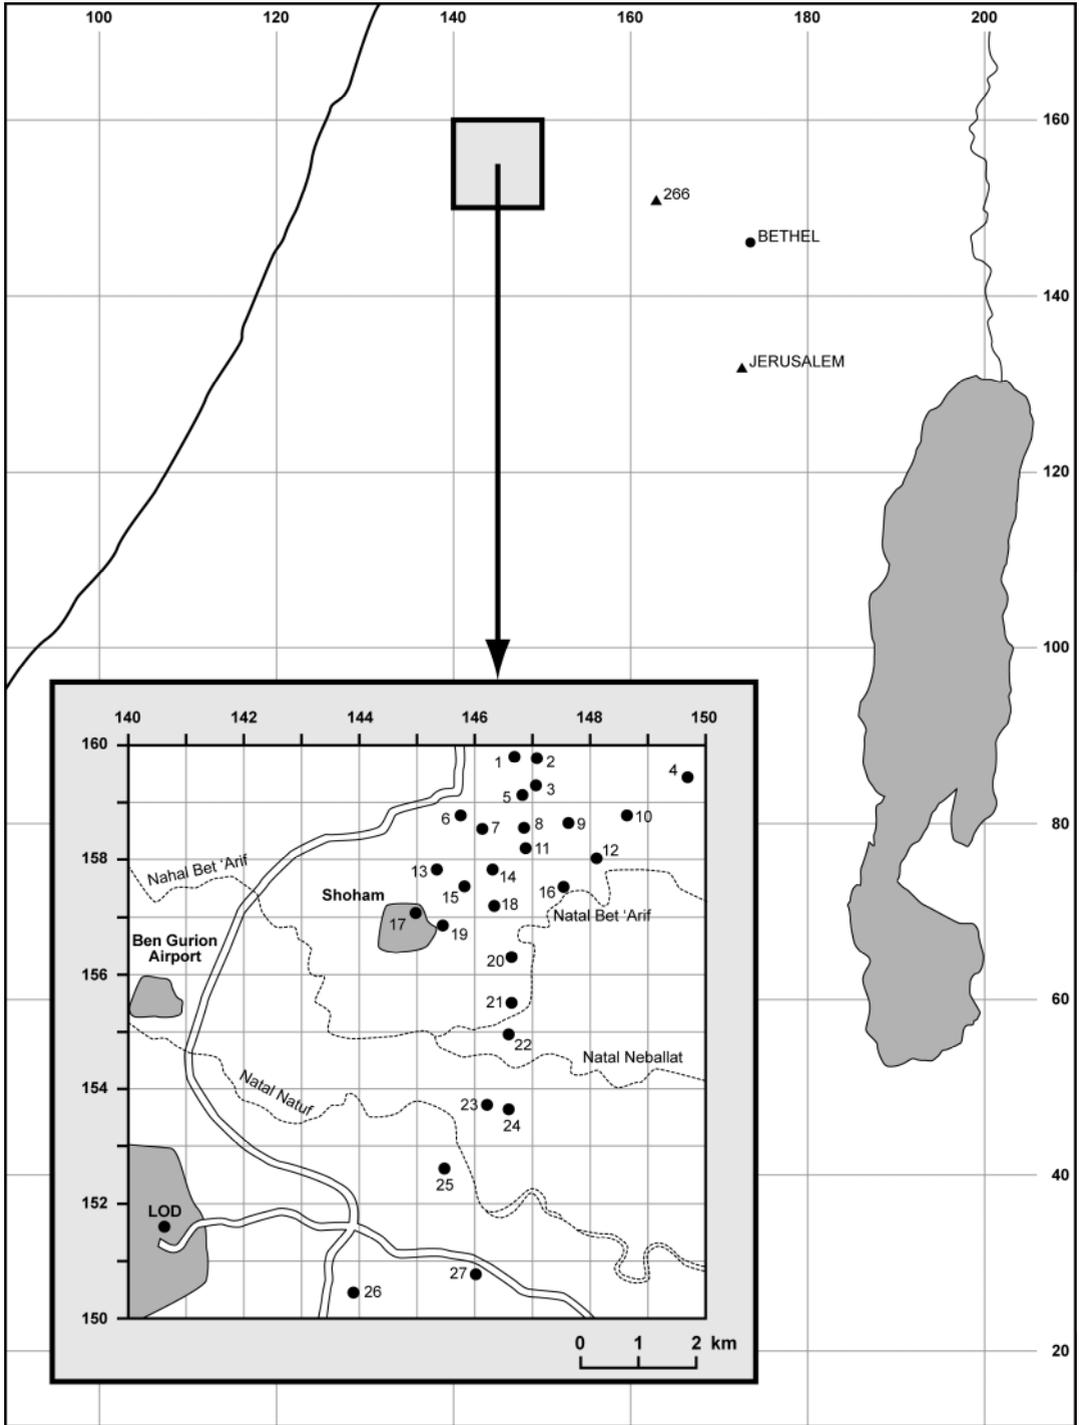 100 120 140 160 180 200
160
266
BETHEL
140
JERUSALEM
120
100
80
60
40
20
140 142 144 146 148 150
160
1 2
4
3
5
6 7 8 9 10
11
158 12
13 14
Nahal Bet ‘Arif
15 16
Shoham
18
17 Natal Bet ‘Arif
19
Ben Gurion
Airport
20
156
21
22
Natal Neballat
154
Natal Natuf
23
24
25
152
LOD
27
26
150
0 1 2 km